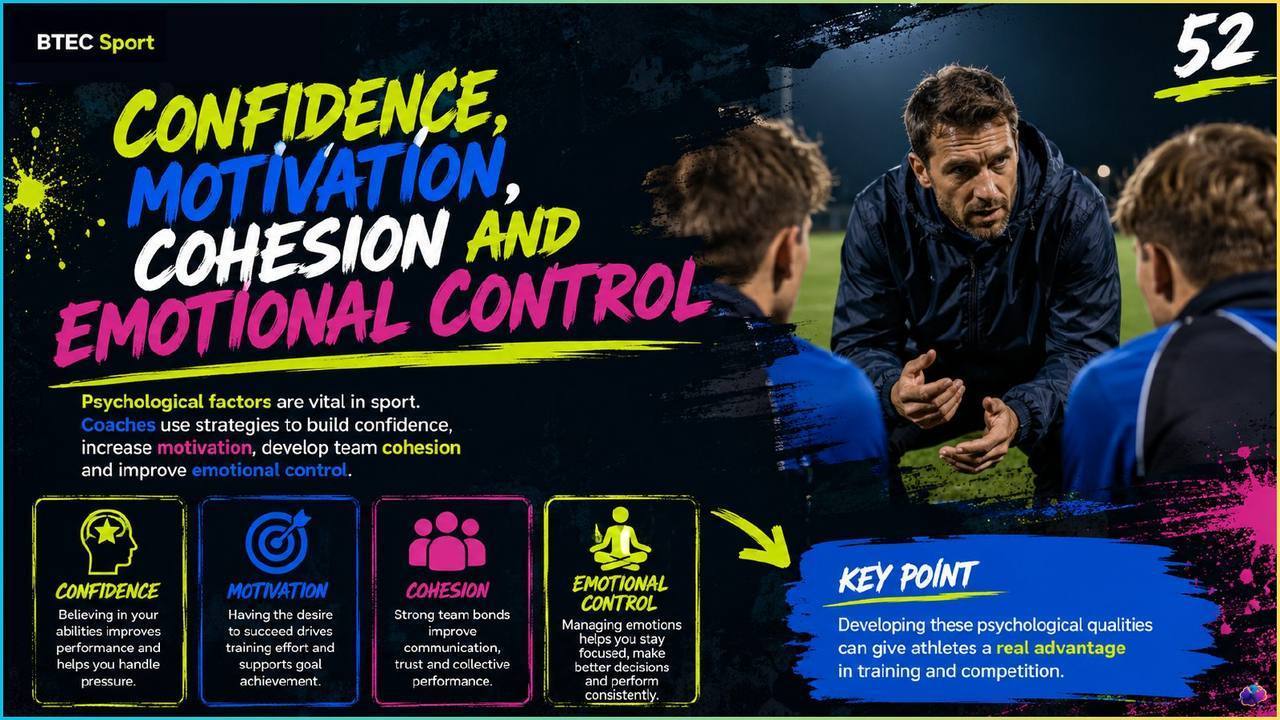 BTEC Sport
52
CONFIDENCE,
MOTIVATION,
COHESION AND
EMOTIONAL CONTROL
Psychological factors are vital in sport.
Coaches use strategies to build confidence,
increase motivation, develop team cohesion
and improve emotional control.
CONFIDENCE
Believing in your
abilities improves
performance and
helps you handle
pressure.
MOTIVATION
Having the desire
to succeed drives
training effort and
supports goal
achievement.
COHESION
Strong team bonds
improve
communication,
trust and collective
performance.
EMOTIONAL
CONTROL
Managing emotions
helps you stay
focused, make
better decisions
and perform
consistently.
KEY POINT
Developing these psychological qualities
can give athletes a real advantage
in training and competition.